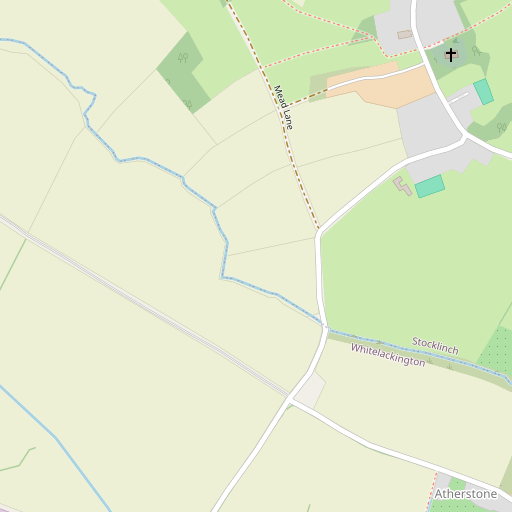 Mead Lane
Stocklinch
Whitelackington
Atherstone